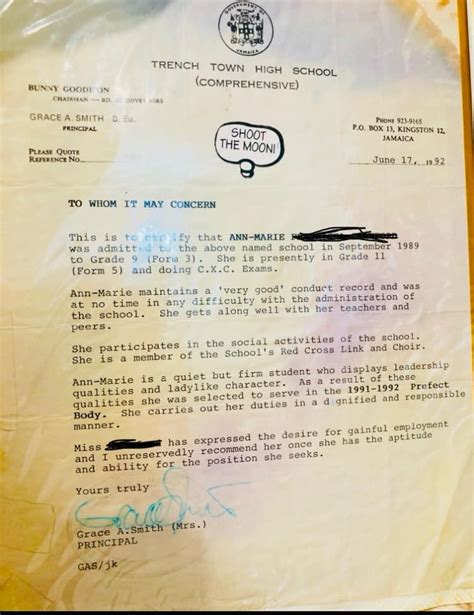 GOVERNMENT OF
JAMAICA
TRENCH TOWN HIGH SCHOOL
(COMPREHENSIVE)
BUNNY GOODISON
CHAIRMAN — BD. OF GOVERNORS
GRACE A. SMITH B. Ed.
PRINCIPAL
PLEASE QUOTE
REFERENCE NO.
SHOOT
THE MOON!
PHONE 923-9165
P.O. BOX 13, KINGSTON 12,
JAMAICA
June 17, 1992
TO WHOM IT MAY CONCERN
This is to certify that ANN-MARIE
was admitted to the above named school in September 1989
to Grade 9 (Form 3). She is presently in Grade 11
(Form 5) and doing C.X.C. Exams.
Ann-Marie maintains a 'very good' conduct record and was
at no time in any difficulty with the administration of
the school. She gets along well with her teachers and
peers.
She participates in the social activities of the school.
She is a member of the School's Red Cross Link and Choir.
Ann-Marie is a quiet but firm student who displays leadership
qualities and ladylike character. As a result of these
qualities she was selected to serve in the 1991-1992 Prefect
Body. She carries out her duties in a dignified and responsible
manner.
Miss has expressed the desire for gainful employment
and I unreservedly recommend her once she has the aptitude
and ability for the position she seeks.
Yours truly
Grace A.Smith (Mrs.)
PRINCIPAL
GAS/jk